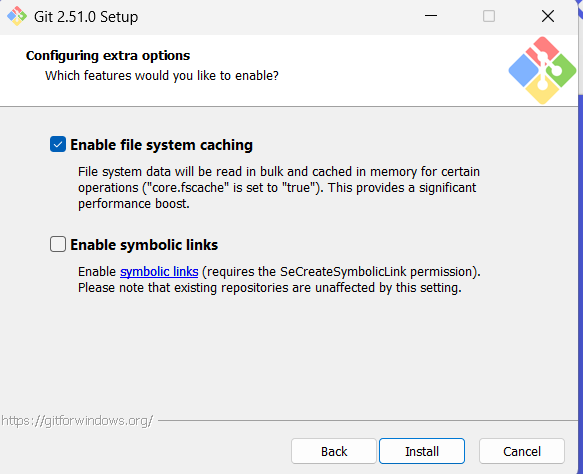 Git 2.51.0 Setup
Configuring extra options
Which features would you like to enable?
Enable file system caching
File system data will be read in bulk and cached in memory for certain
operations ("core.fscache" is set to "true"). This provides a significant
performance boost.
Enable symbolic links
Enable symbolic links (requires the SeCreateSymbolicLink permission).
Please note that existing repositories are unaffected by this setting.
https://gitforwindows.org/
Back
Install
Cancel